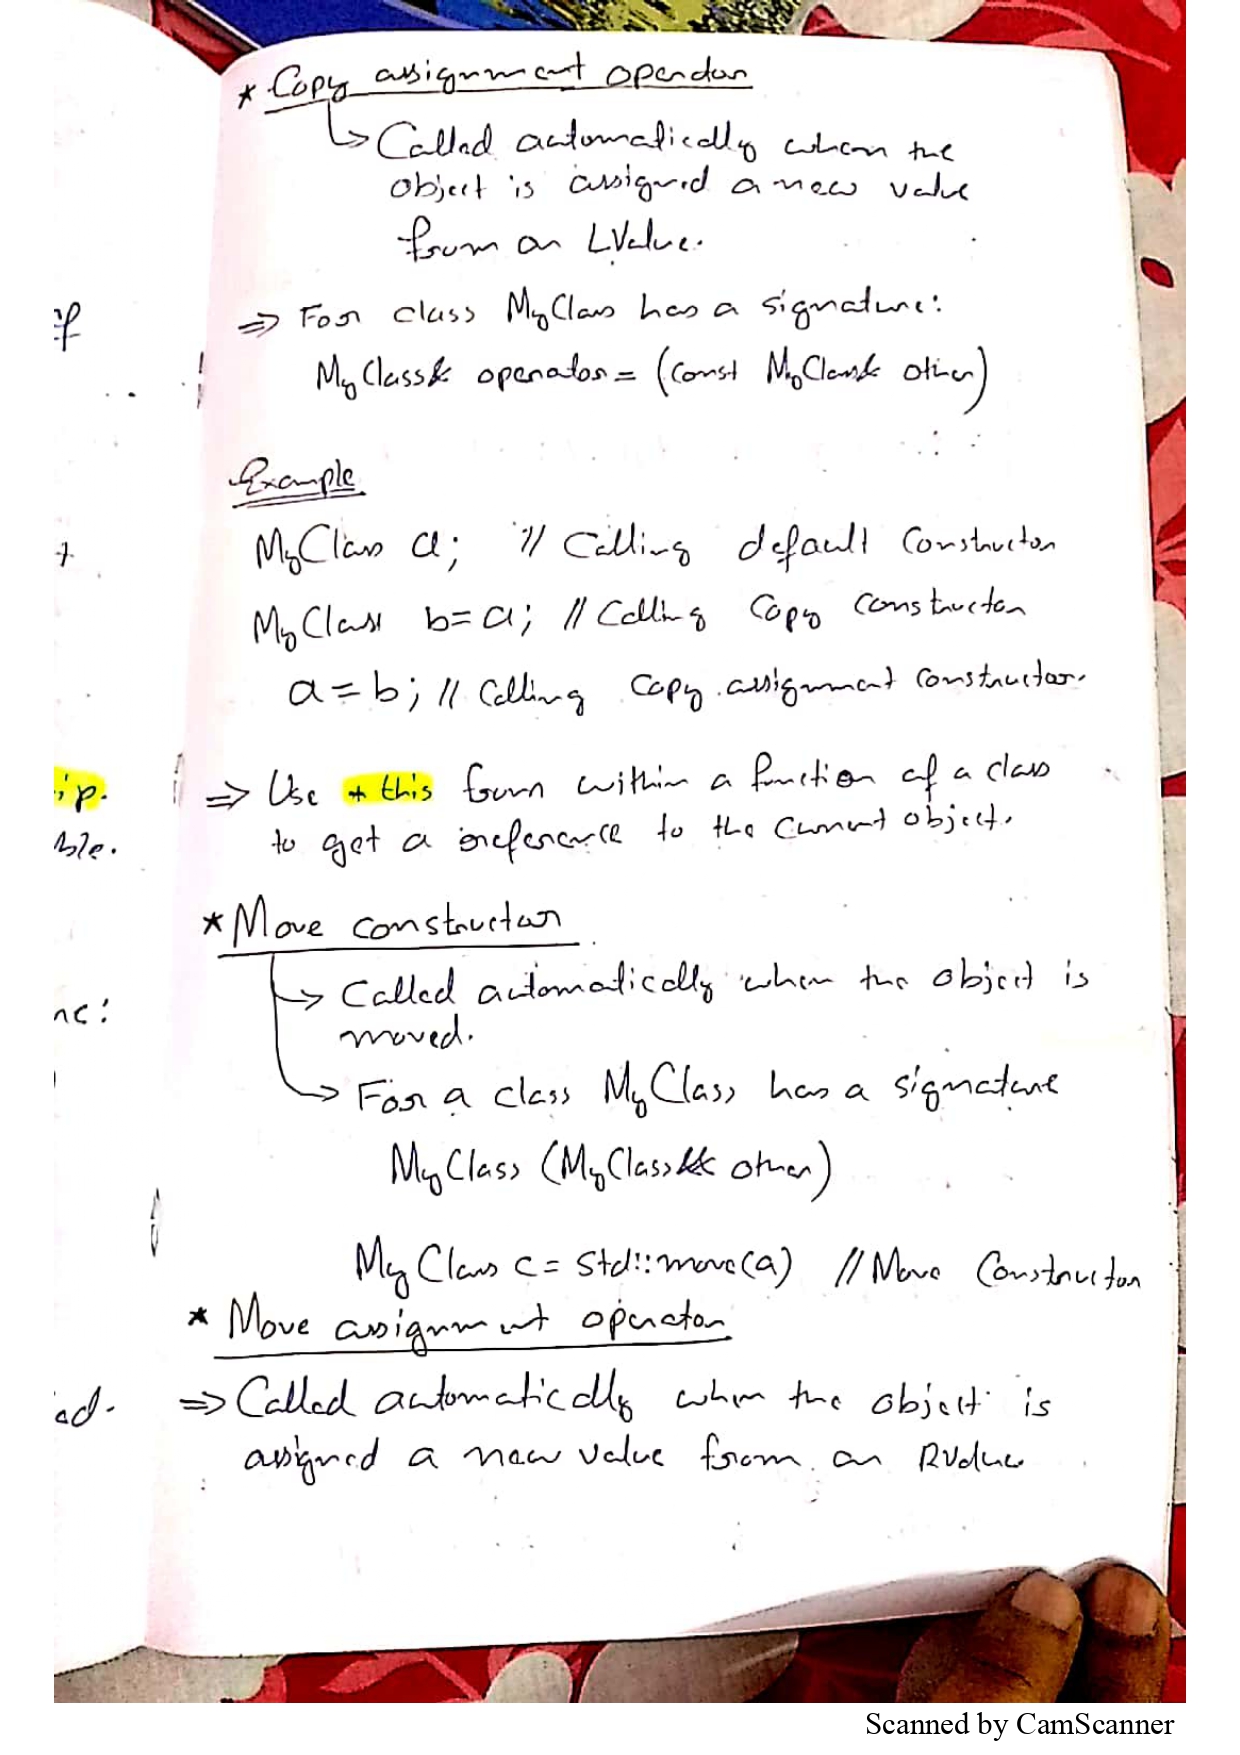 * Copy assignment operator
↳ Called automatically when the
object is assigned a new value
from an LValue.
⇒ For class MyClass has a signature:
MyClass& operator= (const MyClass& other)
Example
MyClass a; // Calling default Constructor
MyClass b=a; // Calling Copy constructor
a=b; // Calling Copy assignment constructor.
⇒ Use *this from within a function of a class
to get a reference to the current object.
* Move constructor
→ Called automatically when the object is
moved.
→ For a class MyClass has a signature
MyClass (MyClass&& other)
MyClass c = std::move(a) // Move Constructor
* Move assignment operator
⇒ Called automatically when the object is
assigned a new value from an RValue
ip.
ble.
Scanned by CamScanner